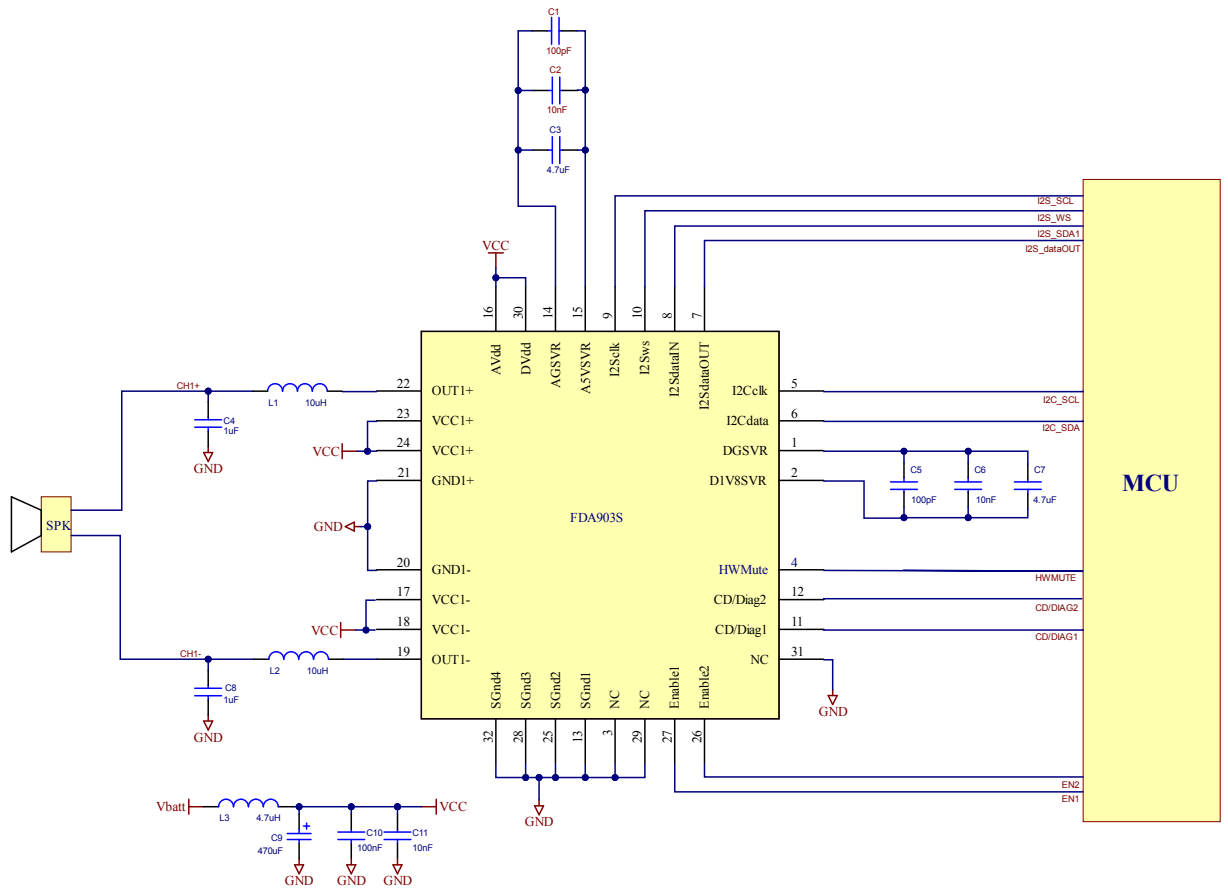 C1
100pF
C2
10nF
C3
4.7uF
I2S_SCL
I2S_WS
I2S_SDA1
I2S_dataOUT
VCC
16
30
14
15
9
10
8
7
AVdd
DVdd
AGSVR
A5VSVR
I2Sclk
I2Sws
I2SdataIN
I2SdataOUT
CH1+
L1
10uH
22
OUT1+
I2Cclk
5
I2C_SCL
C4
1uF
GND
23
VCC1+
I2Cdata
6
I2C_SDA
VCC
24
VCC1+
DGSVR
1
21
GND1+
D1V8SVR
2
C5
100pF
C6
10nF
C7
4.7uF
MCU
SPK
GND
FDA903S
20
GND1-
HWMute
4
HWMUTE
17
VCC1-
CD/Diag2
12
CD/DIAG2
VCC
18
VCC1-
CD/Diag1
11
CD/DIAG1
CH1-
L2
10uH
19
OUT1-
NC
31
GND
C8
1uF
GND
SGnd4
SGnd3
SGnd2
SGnd1
NC
NC
Enable1
Enable2
32
28
25
13
3
29
27
26
GND
EN2
EN1
Vbatt
L3
4.7uH
VCC
C9
470uF
C10
100nF
C11
10nF
GND
GND
GND